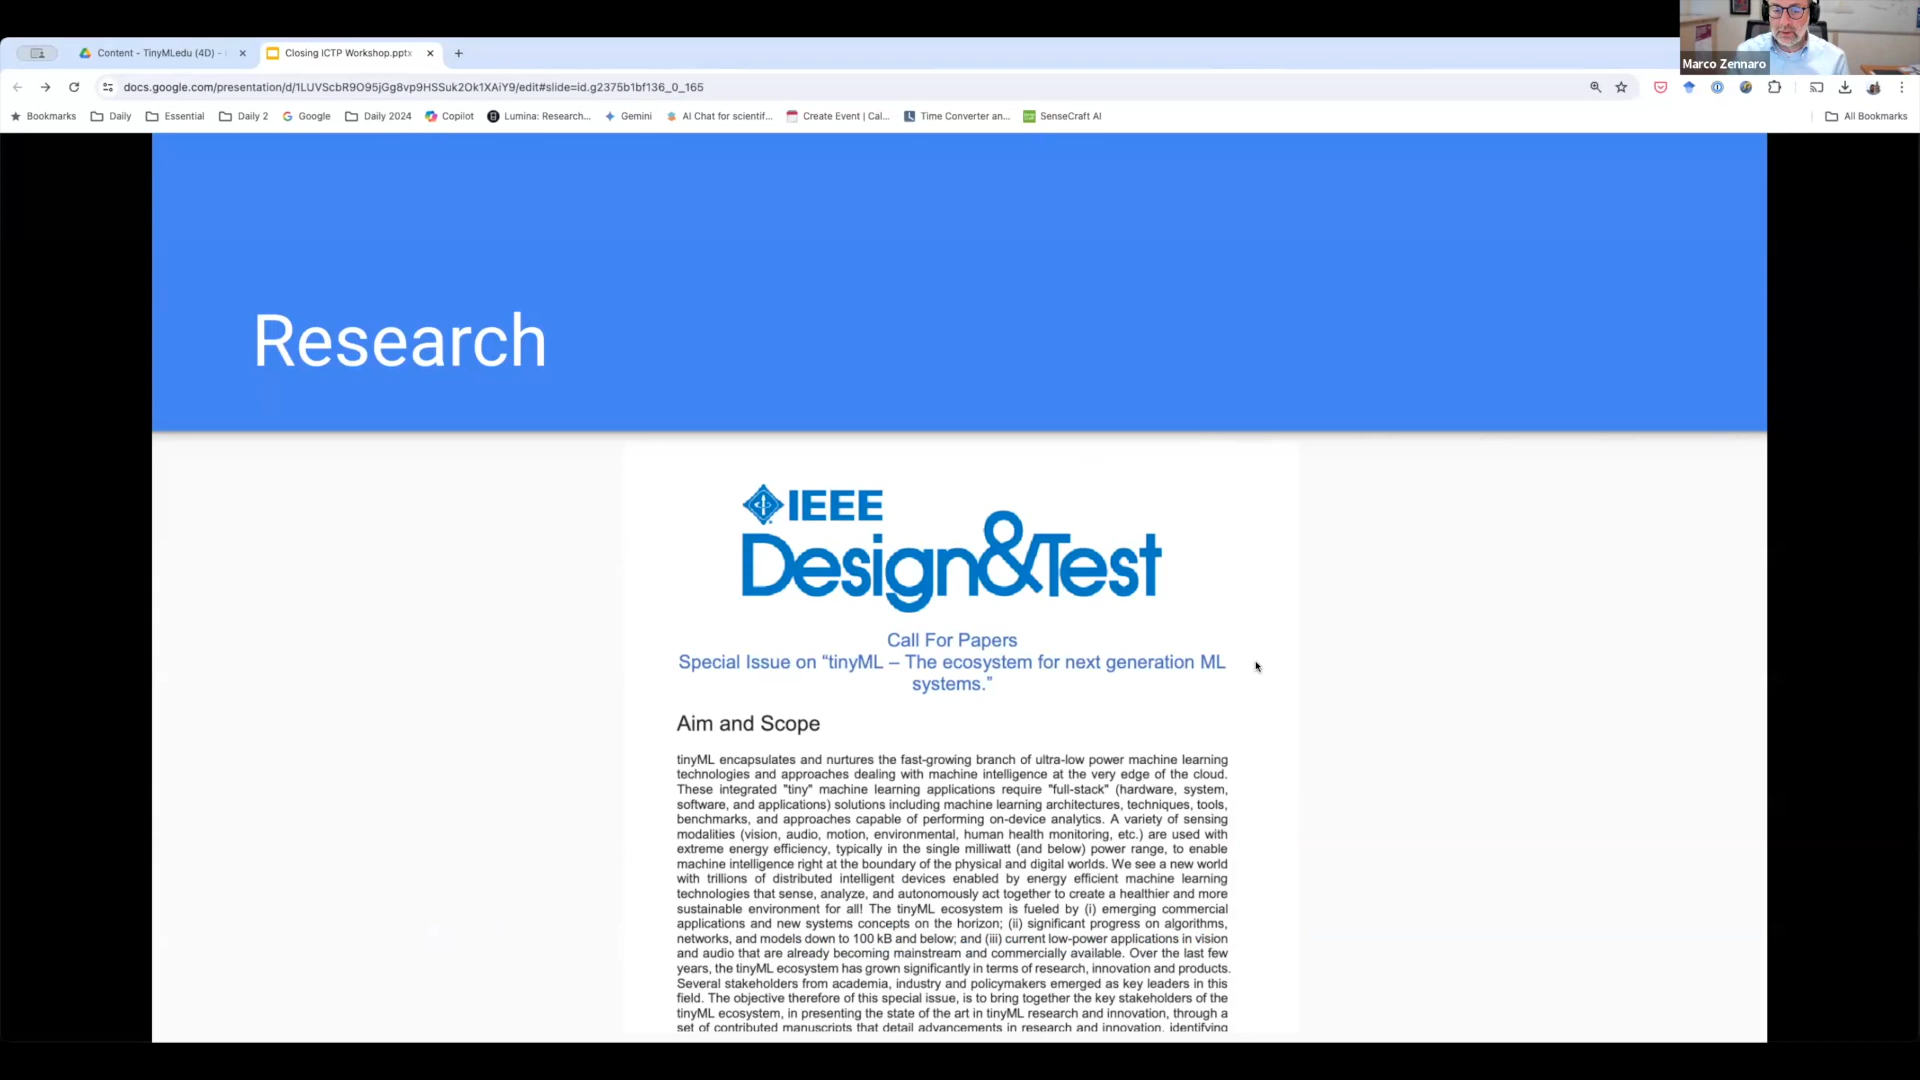 Marco Zennaro
Content - TinyMLedu (4D) -
Closing ICTP Workshop.pptx
docs.google.com/presentation/d/1LUVScbR9O95jGg8vp9HSSuk2Ok1XAiY9/edit#slide=id.g2375b1bf136_0_165
Bookmarks Daily Essential Daily 2 Google Daily 2024 Copilot Lumina: Research... Gemini AI Chat for scientif... Create Event | Cal... Time Converter an... SenseCraft AI All Bookmarks
Research
IEEE
Design&Test
Call For Papers
Special Issue on “tinyML – The ecosystem for next generation ML
systems.”
Aim and Scope
tinyML encapsulates and nurtures the fast-growing branch of ultra-low power machine learning
technologies and approaches dealing with machine intelligence at the very edge of the cloud.
These integrated "tiny" machine learning applications require "full-stack" (hardware, system,
software, and applications) solutions including machine learning architectures, techniques, tools,
benchmarks, and approaches capable of performing on-device analytics. A variety of sensing
modalities (vision, audio, motion, environmental, human health monitoring, etc.) are used with
extreme energy efficiency, typically in the single milliwatt (and below) power range, to enable
machine intelligence right at the boundary of the physical and digital worlds. We see a new world
with trillions of distributed intelligent devices enabled by energy efficient machine learning
technologies that sense, analyze, and autonomously act together to create a healthier and more
sustainable environment for all! The tinyML ecosystem is fueled by (i) emerging commercial
applications and new systems concepts on the horizon; (ii) significant progress on algorithms,
networks, and models down to 100 kB and below; and (iii) current low-power applications in vision
and audio that are already becoming mainstream and commercially available. Over the last few
years, the tinyML ecosystem has grown significantly in terms of research, innovation and products.
Several stakeholders from academia, industry and policymakers emerged as key leaders in this
field. The objective therefore of this special issue, is to bring together the key stakeholders of the
tinyML ecosystem, in presenting the state of the art in tinyML research and innovation, through a
set of contributed manuscripts that detail advancements in research and innovation, identifying